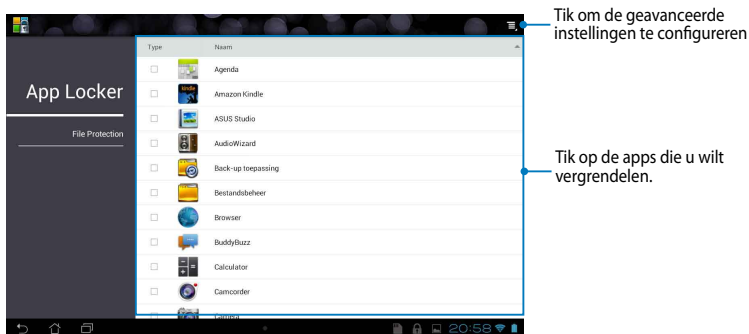 Tik om de geavanceerde
instellingen te configureren
Type Naam
App Locker
File Protection
Agenda
Amazon Kindle
ASUS Studio
AudioWizard
Back-up toepassing
Bestandsbeheer
Browser
BuddyBuzz
Calculator
Camcorder
Camera
Tik op de apps die u wilt
vergrendelen.
20:58